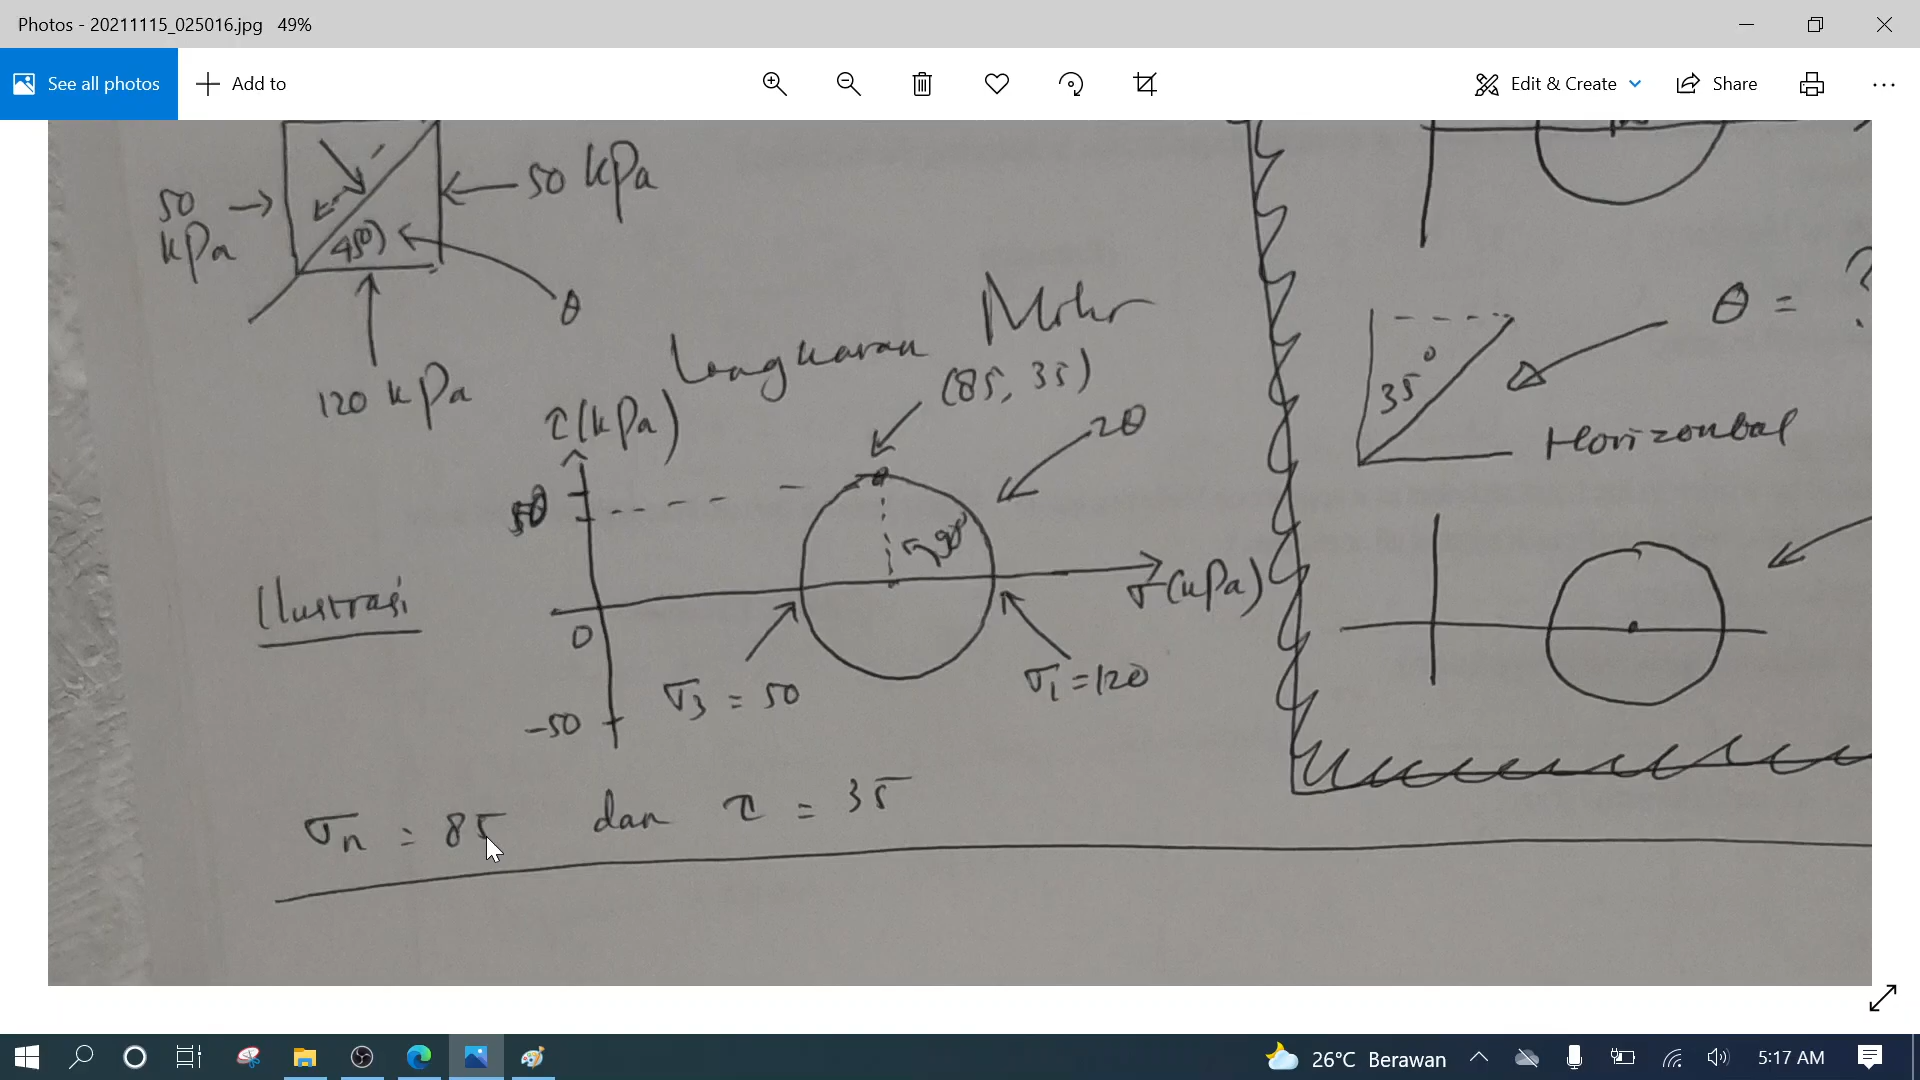 Photos - 20211115_025016.jpg 49%
See all photos
Add to
Edit & Create
Share
50 kPa
50 kPa
45°
θ
120 kPa
Lingkaran Mohr
τ (kPa)
(85, 35)
2θ
50
90°
σ (kPa)
0
Ilustrasi
σ3 = 50
σ1 = 120
-50
σn = 85 dan τ = 35
θ = ?
35°
Horizontal
26°C Berawan
5:17 AM